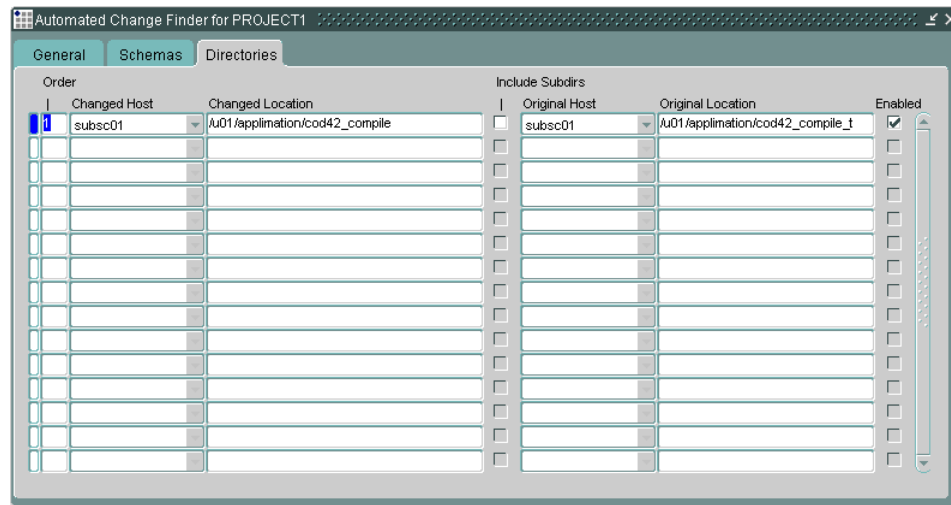 Automated Change Finder for PROJECT1
General Schemas Directories
Order Include Subdirs
Changed Host Changed Location Original Host Original Location Enabled
1 subsc01 /u01/applimation/cod42_compile subsc01 /u01/applimation/cod42_compile_t